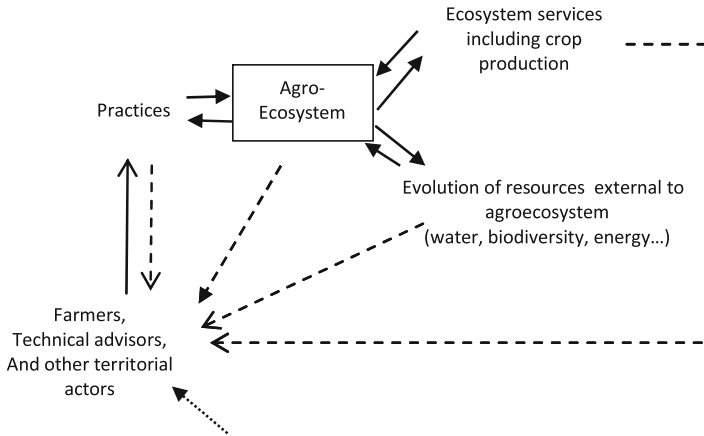 Ecosystem services
including crop
production
Agro-
Ecosystem
Practices
Evolution of resources external to
agroecosystem
(water, biodiversity, energy...)
Farmers,
Technical advisors,
And other territorial
actors